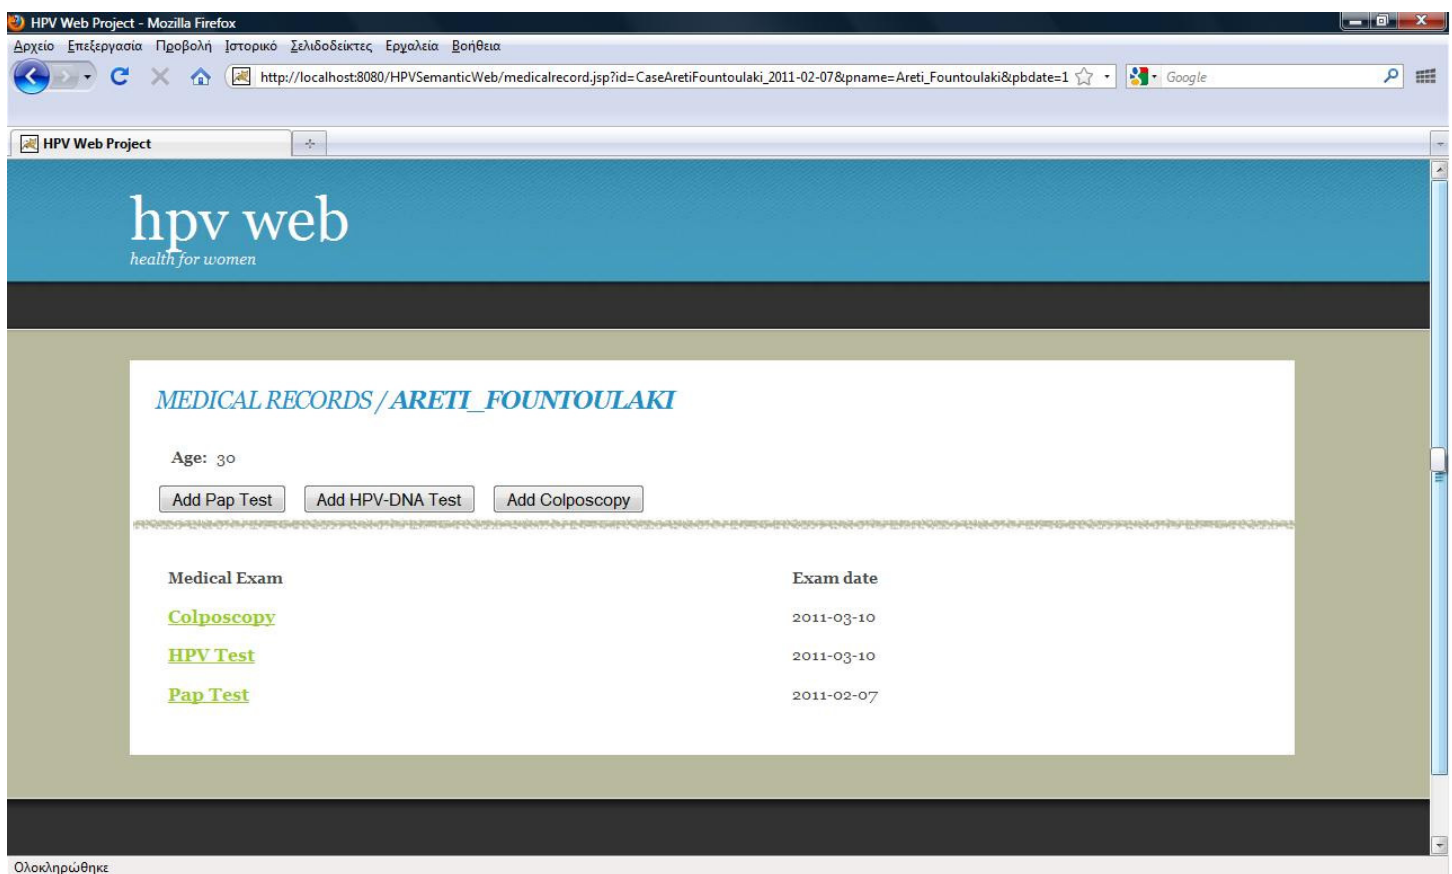 HPV Web Project - Mozilla Firefox
Αρχείο Επεξεργασία Προβολή Ιστορικό Σελιδοδείκτες Εργαλεία Βοήθεια
http://localhost:8080/HPVSemanticWeb/medicalrecord.jsp?id=CaseAretiFountoulaki_2011-02-07&pname=Areti_Fountoulaki&pbdate=1 Google
HPV Web Project
hpv web
health for women
MEDICAL RECORDS / ARETI_FOUNTOULAKI
Age: 30
Add Pap Test Add HPV-DNA Test Add Colposcopy
Medical Exam Exam date
Colposcopy 2011-03-10
HPV Test 2011-03-10
Pap Test 2011-02-07
Ολοκληρώθηκε